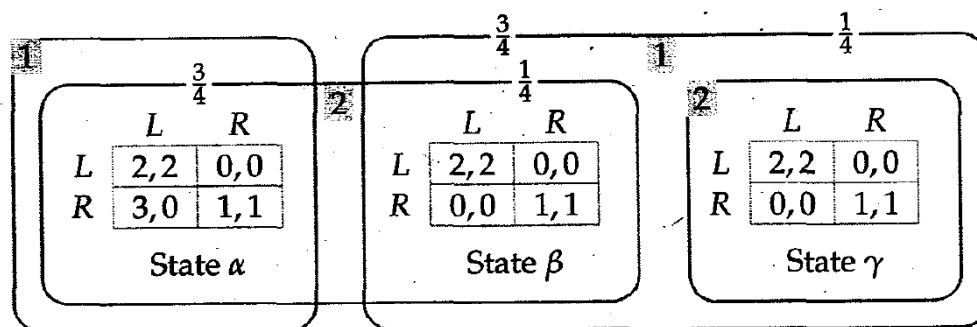 3/4 1/4
1 1
3/4 2 1/4 2
L R L R L R
L 2,2 0,0 L 2,2 0,0 L 2,2 0,0
R 3,0 1,1 R 0,0 1,1 R 0,0 1,1
State α State β State γ